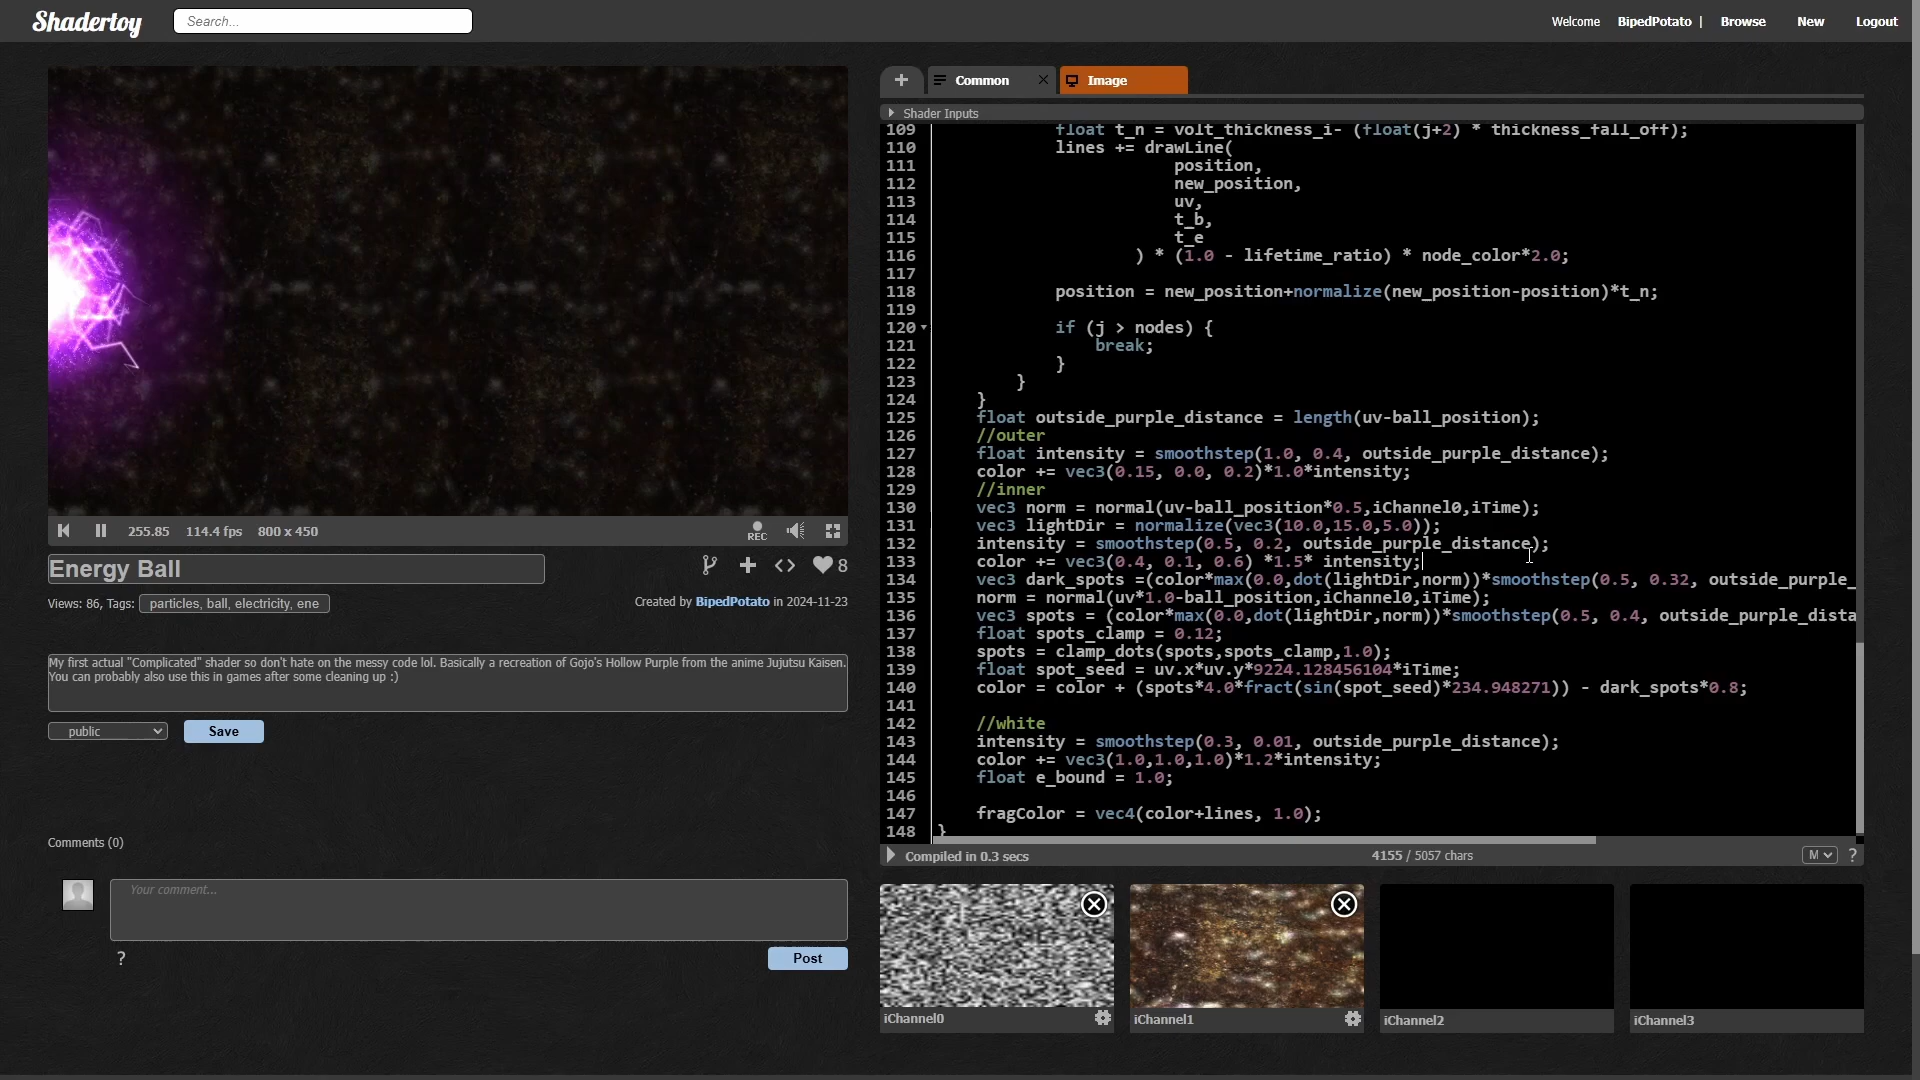 Shadertoy
Search...
Welcome BipedPotato | Browse New Logout
255.85 114.4 fps 800 x 450
REC
Energy Ball
8
Views: 86, Tags: particles, ball, electricity, ene
Created by BipedPotato in 2024-11-23
My first actual "Complicated" shader so don't hate on the messy code lol. Basically a recreation of Gojo's Hollow Purple from the anime Jujutsu Kaisen.
You can probably also use this in games after some cleaning up :)
public
Save
Comments (0)
Your comment...
?
Post
+ Common Image
Shader Inputs
109 float t_n = volt_thickness_i- (float(j+2) * thickness_fall_off);
110 lines += drawLine(
111 position,
112 new_position,
113 uv,
114 t_b,
115 t_e
116 ) * (1.0 - lifetime_ratio) * node_color*2.0;
117
118 position = new_position+normalize(new_position-position)*t_n;
119
120 if (j > nodes) {
121 break;
122 }
123 }
124 }
125 float outside_purple_distance = length(uv-ball_position);
126 //outer
127 float intensity = smoothstep(1.0, 0.4, outside_purple_distance);
128 color += vec3(0.15, 0.0, 0.2)*1.0*intensity;
129 //inner
130 vec3 norm = normal(uv-ball_position*0.5,iChannel0,iTime);
131 vec3 lightDir = normalize(vec3(10.0,15.0,5.0));
132 intensity = smoothstep(0.5, 0.2, outside_purple_distance);
133 color += vec3(0.4, 0.1, 0.6) *1.5* intensity;
134 vec3 dark_spots =(color*max(0.0,dot(lightDir,norm))*smoothstep(0.5, 0.32, outside_purple_
135 norm = normal(uv*1.0-ball_position,iChannel0,iTime);
136 vec3 spots = (color*max(0.0,dot(lightDir,norm))*smoothstep(0.5, 0.4, outside_purple_dista
137 float spots_clamp = 0.12;
138 spots = clamp_dots(spots,spots_clamp,1.0);
139 float spot_seed = uv.x*uv.y*9224.128456104*iTime;
140 color = color + (spots*4.0*fract(sin(spot_seed)*234.948271)) - dark_spots*0.8;
141
142 //white
143 intensity = smoothstep(0.3, 0.01, outside_purple_distance);
144 color += vec3(1.0,1.0,1.0)*1.2*intensity;
145 float e_bound = 1.0;
146
147 fragColor = vec4(color+lines, 1.0);
148 }
Compiled in 0.3 secs 4155 / 5057 chars M ?
iChannel0 iChannel1 iChannel2 iChannel3